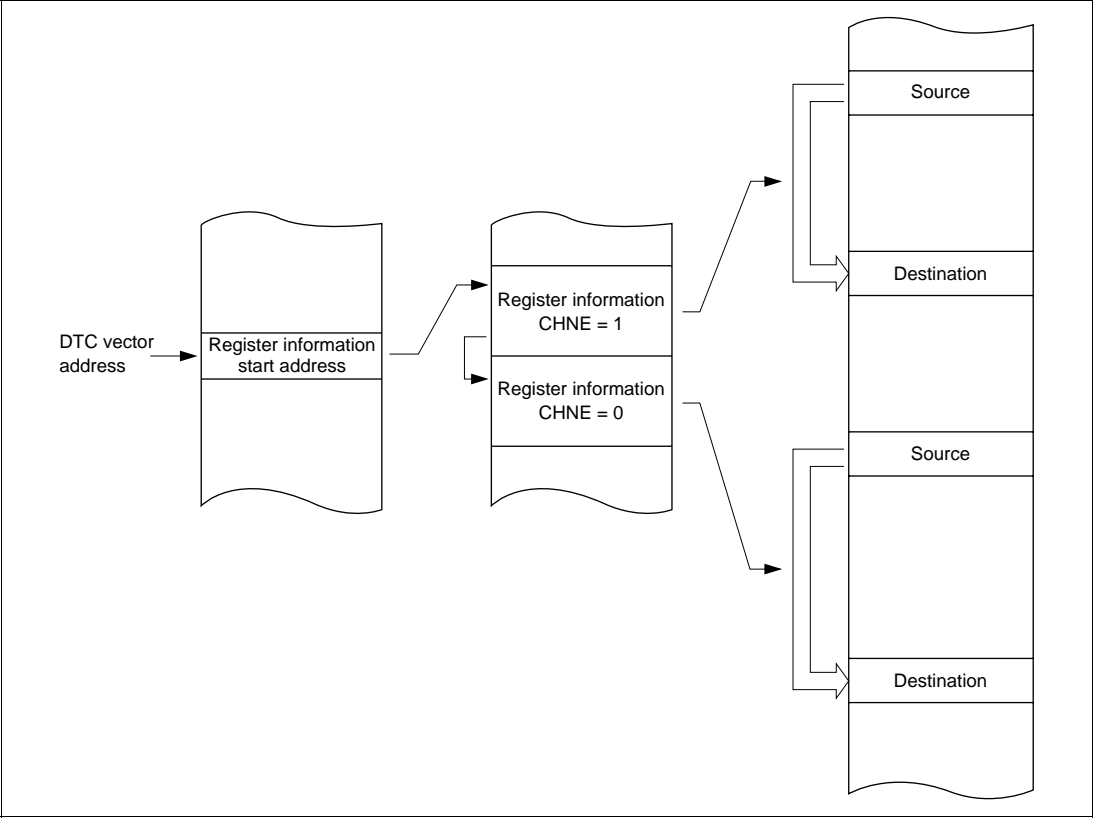 DTC vector
address
Register information
start address
Register information
CHNE = 1
Register information
CHNE = 0
Source
Destination
Source
Destination